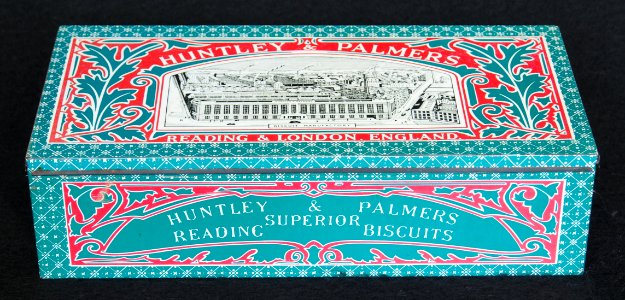 HUNTLEY & PALMERS
READING & LONDON ENGLAND
HUNTLEY & PALMERS
SUPERIOR
READING BISCUITS